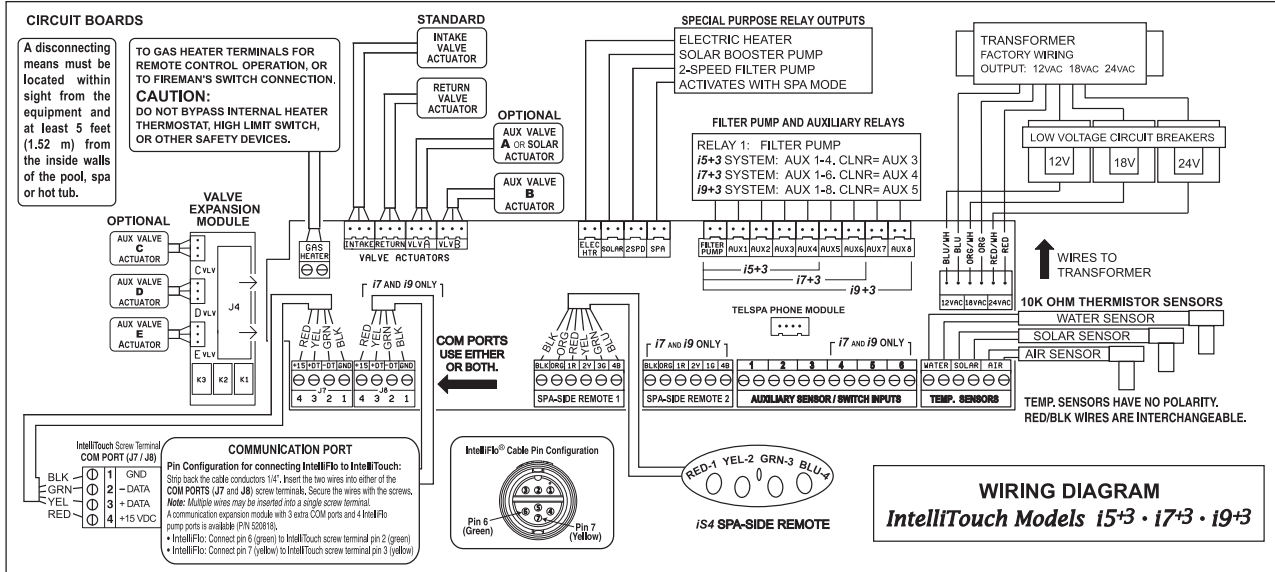 CIRCUIT BOARDS
A disconnecting
means must be
located within
sight from the
equipment and
at least 5 feet
(1.52 m) from
the inside walls
of the pool, spa
or hot tub.
TO GAS HEATER TERMINALS FOR
REMOTE CONTROL OPERATION, OR
TO FIREMAN'S SWITCH CONNECTION.
CAUTION:
DO NOT BYPASS INTERNAL HEATER
THERMOSTAT, HIGH LIMIT SWITCH,
OR OTHER SAFETY DEVICES.
STANDARD
INTAKE
VALVE
ACTUATOR
RETURN
VALVE
ACTUATOR
OPTIONAL
AUX VALVE
A OR SOLAR
ACTUATOR
AUX VALVE
B
ACTUATOR
SPECIAL PURPOSE RELAY OUTPUTS
ELECTRIC HEATER
SOLAR BOOSTER PUMP
2-SPEED FILTER PUMP
ACTIVATES WITH SPA MODE
FILTER PUMP AND AUXILIARY RELAYS
RELAY 1: FILTER PUMP
i5+3 SYSTEM: AUX 1-4. CLNR= AUX 3
i7+3 SYSTEM: AUX 1-6. CLNR= AUX 4
i9+3 SYSTEM: AUX 1-8. CLNR= AUX 5
TRANSFORMER
FACTORY WIRING
OUTPUT: 12VAC 18VAC 24VAC
LOW VOLTAGE CIRCUIT BREAKERS
12V 18V 24V
VALVE
EXPANSION
MODULE
OPTIONAL
AUX VALVE
C
ACTUATOR
AUX VALVE
D
ACTUATOR
AUX VALVE
E
ACTUATOR
C VLV
D VLV
E VLV
J4
K3 K2 K1
GAS
HEATER
INTAKE RETURN VLVA VLVB
VALVE ACTUATORS
ELEC
HTR SOLAR 2SPD SPA
FILTER
PUMP AUX1 AUX2 AUX3 AUX4 AUX5 AUX6 AUX7 AUX8
i5+3
i7+3
i9+3
BLU/WH BLU ORG/WH ORG RED/WH RED
12VAC 18VAC 24VAC
WIRES TO
TRANSFORMER
10K OHM THERMISTOR SENSORS
WATER SENSOR
SOLAR SENSOR
AIR SENSOR
TEMP. SENSORS HAVE NO POLARITY.
RED/BLK WIRES ARE INTERCHANGEABLE.
TELSPA PHONE MODULE
i7 AND i9 ONLY
RED YEL GRN BLK
RED YEL GRN BLK
+15 +DT -DT GND
J7
4 3 2 1
+15 +DT -DT GND
J8
4 3 2 1
COM PORTS
USE EITHER
OR BOTH.
BLK ORG RED YEL GRN BLU
BLK ORG 1R 2Y 3G 4B
SPA-SIDE REMOTE 1
i7 AND i9 ONLY
BLK ORG 1R 2Y 1G 4B
SPA-SIDE REMOTE 2
i7 AND i9 ONLY
1 2 3 4 5 6
AUXILIARY SENSOR / SWITCH INPUTS
WATER SOLAR AIR
TEMP. SENSORS
IntelliTouch Screw Terminal
COM PORT (J7 / J8)
BLK 1 GND
GRN 2 - DATA
YEL 3 + DATA
RED 4 +15 VDC
COMMUNICATION PORT
Pin Configuration for connecting IntelliFlo to IntelliTouch:
Strip back the cable conductors 1/4". Insert the two wires into either of the
COM PORTS (J7 and J8) screw terminals. Secure the wires with the screws.
Note: Multiple wires may be inserted into a single screw terminal.
A communication expansion module with 3 extra COM ports and 4 IntelliFlo
pump ports is available (P/N 520818),
• IntelliFlo: Connect pin 6 (green) to IntelliTouch screw terminal pin 2 (green)
• IntelliFlo: Connect pin 7 (yellow) to IntelliTouch screw terminal pin 3 (yellow)
IntelliFlo® Cable Pin Configuration
3 2 1
6 5 4
7
Pin 6
(Green)
Pin 7
(Yellow)
RED-1 YEL-2 GRN-3 BLU-4
iS4 SPA-SIDE REMOTE
WIRING DIAGRAM
IntelliTouch Models i5+3 · i7+3 · i9+3